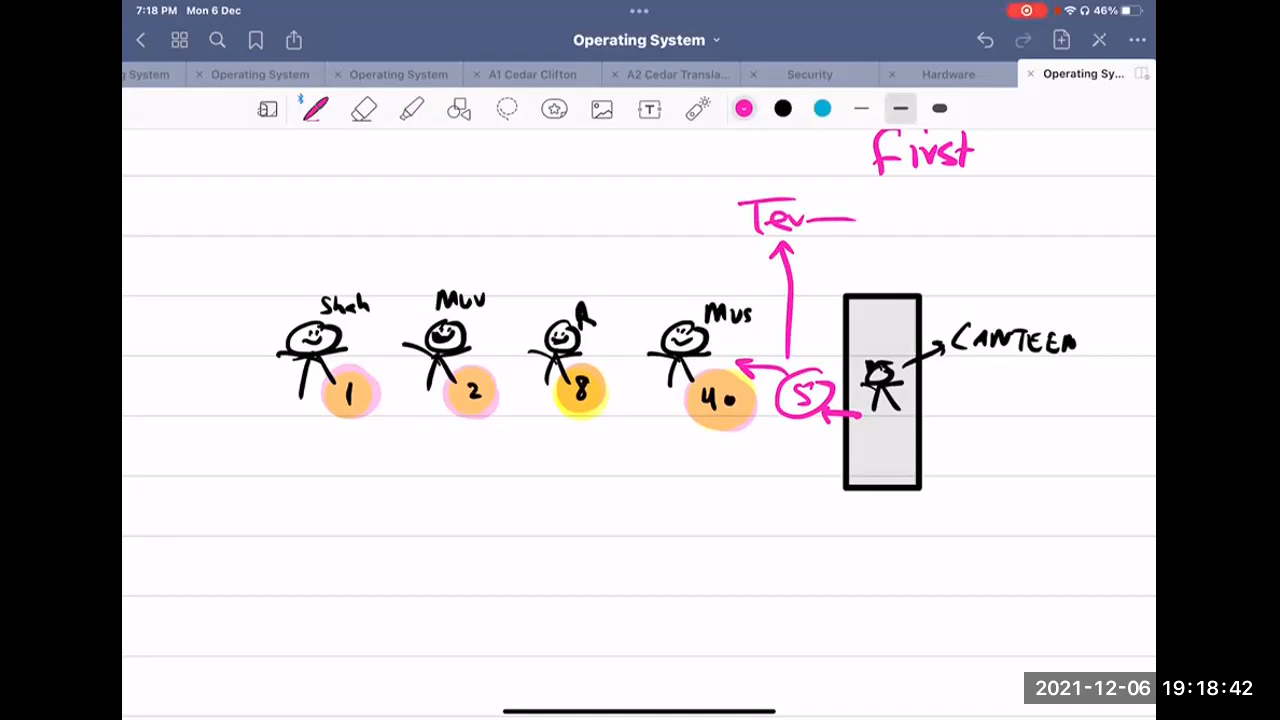 7:18 PM Mon 6 Dec
46%
Operating System
g System
Operating System
Operating System
A1 Cedar Clifton
A2 Cedar Transla...
Security
Hardware
Operating Sy...
T
First
Ter
Shah
Muv
A
Mus
CANTEEN
1
2
8
40
5
2021-12-06 19:18:42